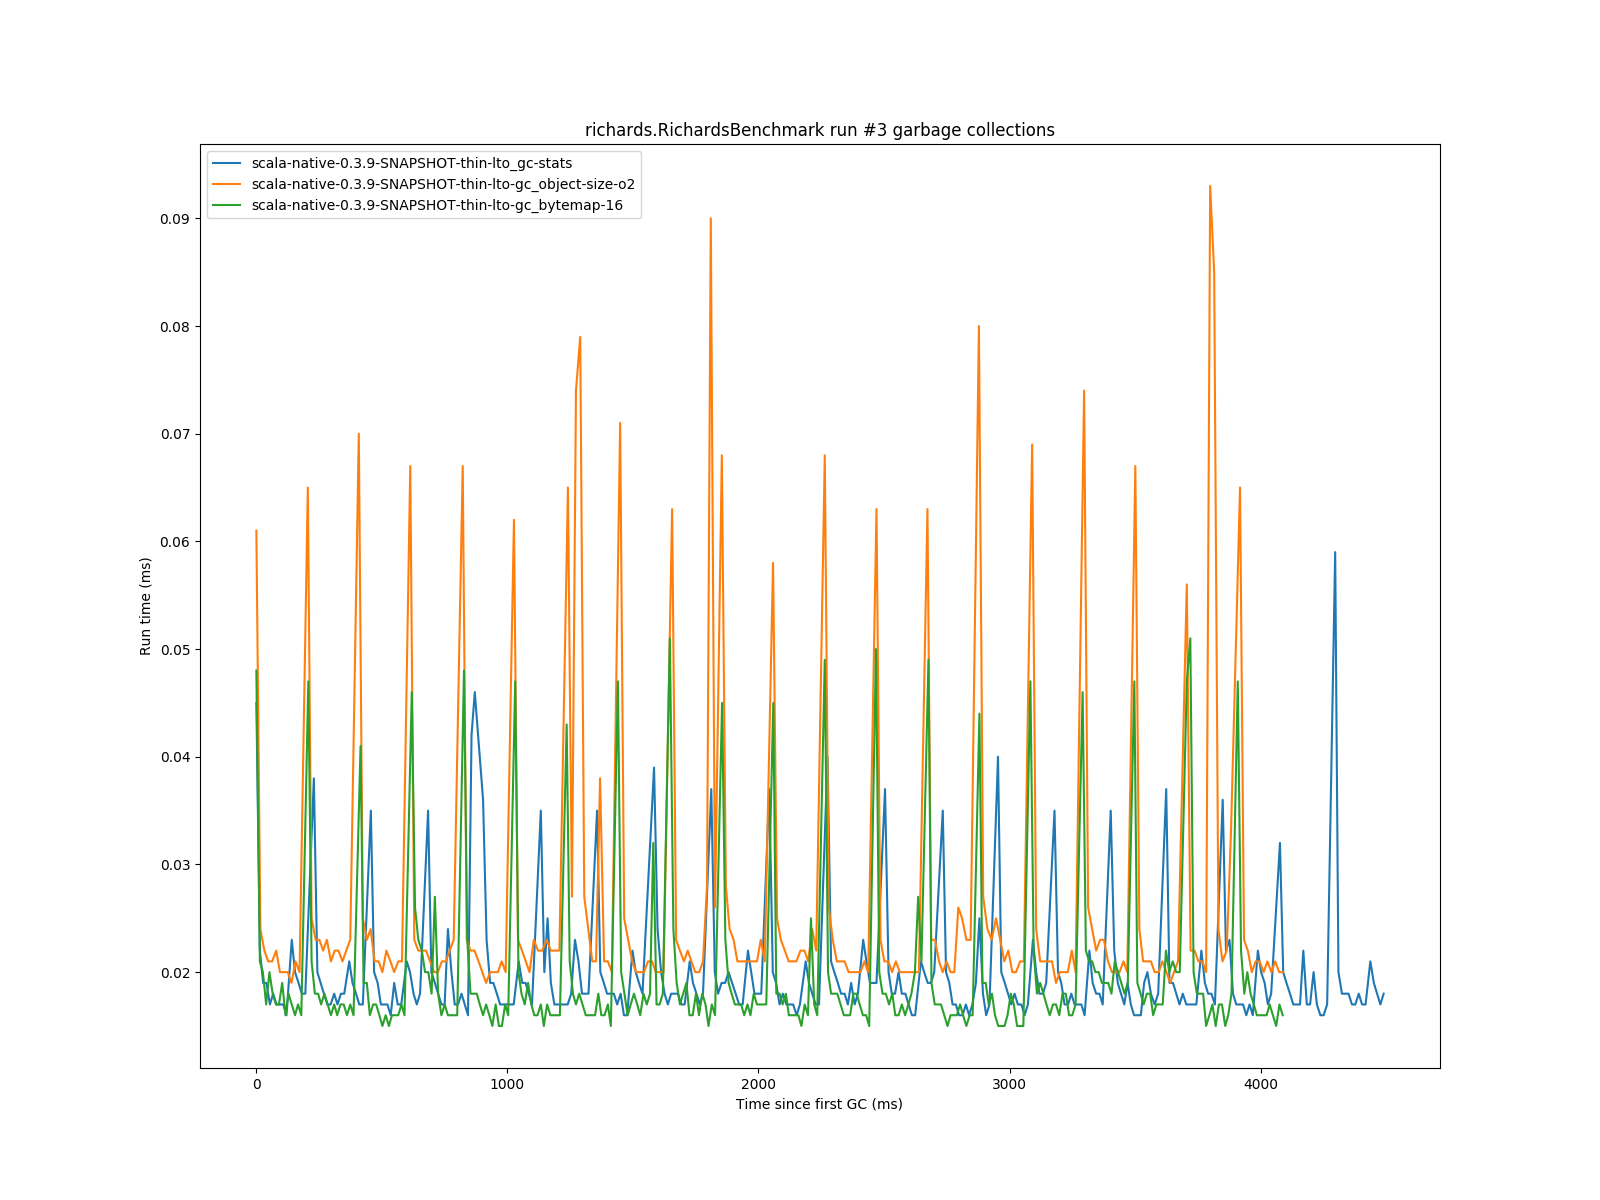 richards.RichardsBenchmark run #3 garbage collections
scala-native-0.3.9-SNAPSHOT-thin-lto_gc-stats
scala-native-0.3.9-SNAPSHOT-thin-lto-gc_object-size-o2
scala-native-0.3.9-SNAPSHOT-thin-lto-gc_bytemap-16
0.09
0.08
0.07
0.06
0.05
0.04
0.03
0.02
Run time (ms)
0 1000 2000 3000 4000
Time since first GC (ms)